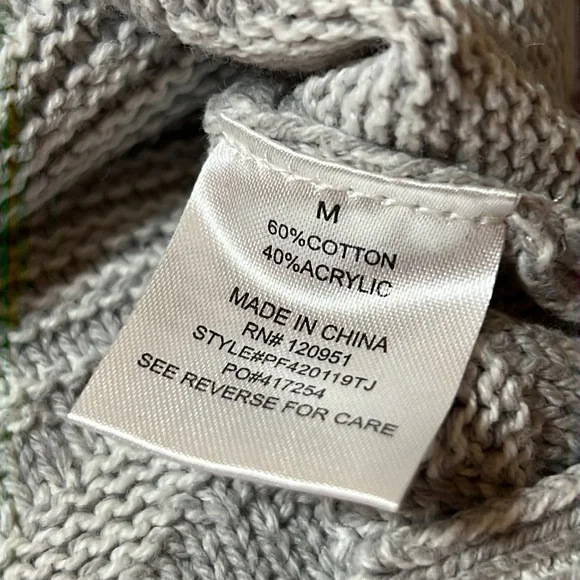 M
60%COTTON
40%ACRYLIC
MADE IN CHINA
RN# 120951
STYLE#PF420119TJ
PO#417254
SEE REVERSE FOR CARE